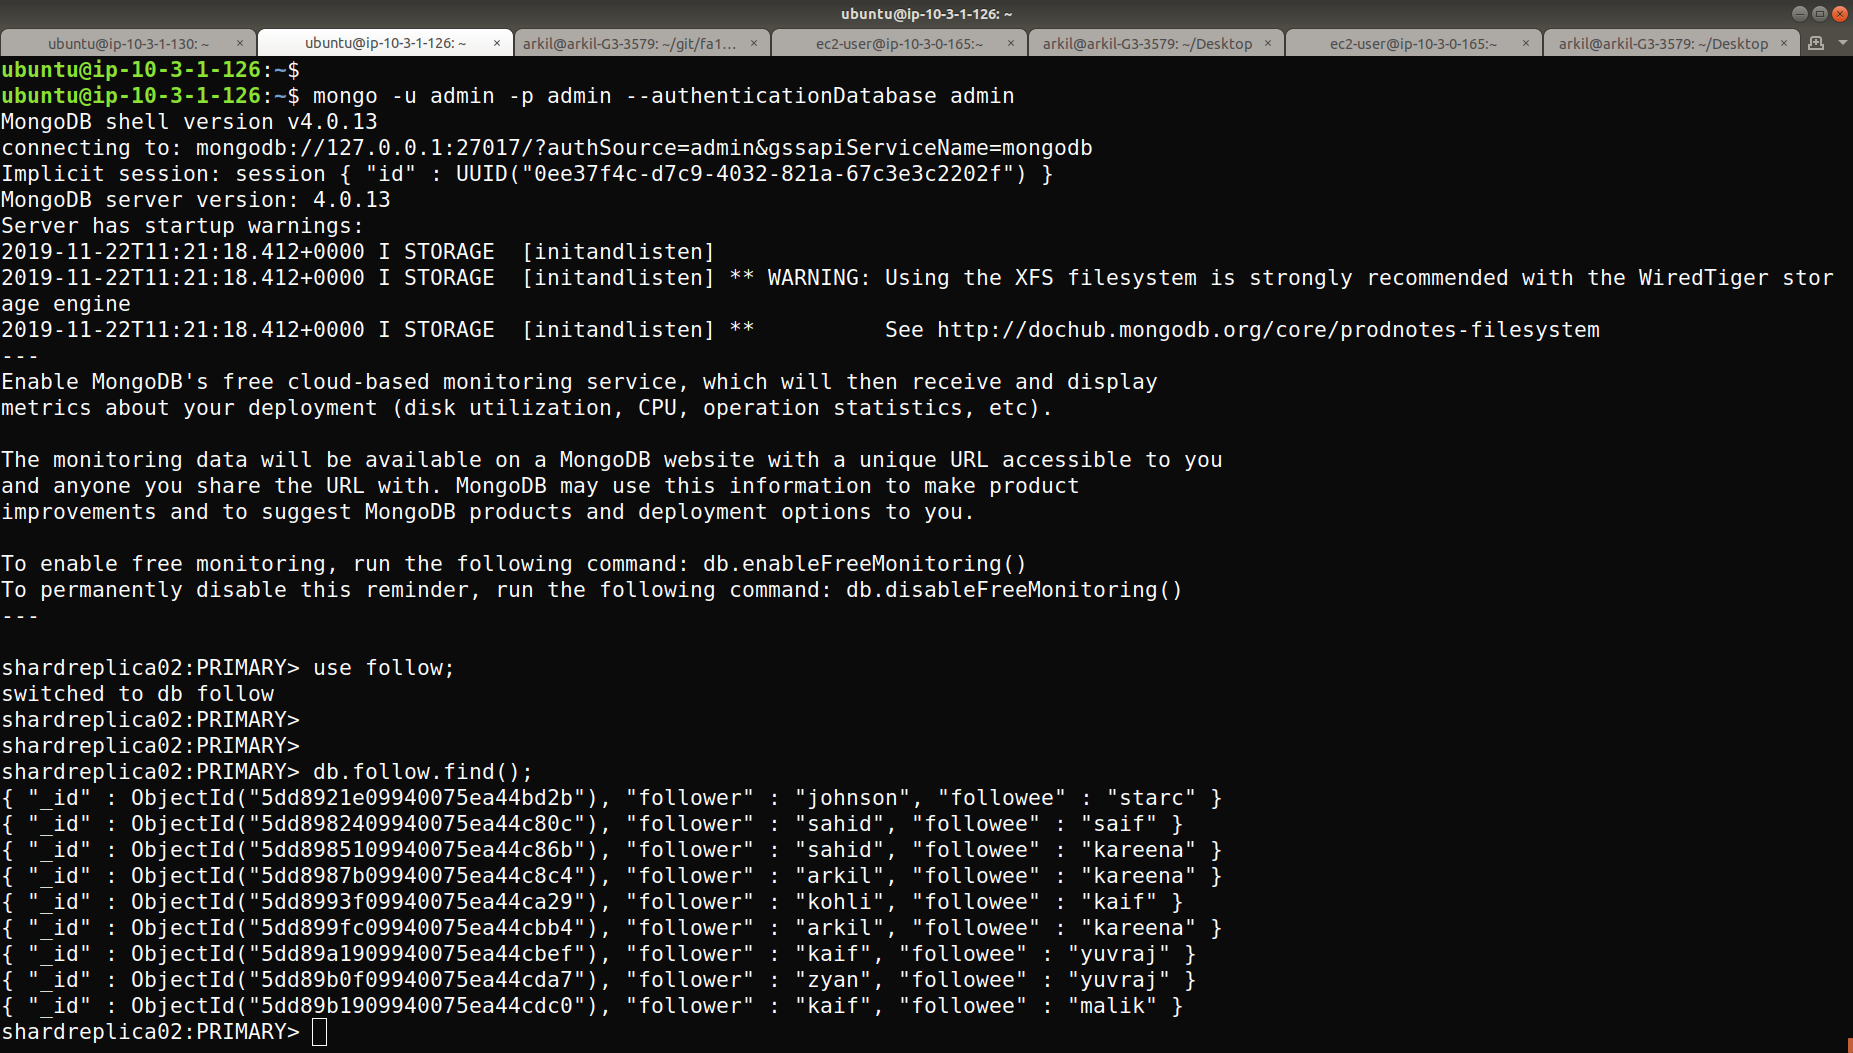 ubuntu@ip-10-3-1-126: ~
ubuntu@ip-10-3-1-130: ~ ×
ubuntu@ip-10-3-1-126: ~ ×
arkil@arkil-G3-3579: ~/git/fa1... ×
ec2-user@ip-10-3-0-165:~ ×
arkil@arkil-G3-3579: ~/Desktop ×
ec2-user@ip-10-3-0-165:~ ×
arkil@arkil-G3-3579: ~/Desktop ×
ubuntu@ip-10-3-1-126:~$
ubuntu@ip-10-3-1-126:~$ mongo -u admin -p admin --authenticationDatabase admin
MongoDB shell version v4.0.13
connecting to: mongodb://127.0.0.1:27017/?authSource=admin&gssapiServiceName=mongodb
Implicit session: session { "id" : UUID("0ee37f4c-d7c9-4032-821a-67c3e3c2202f") }
MongoDB server version: 4.0.13
Server has startup warnings:
2019-11-22T11:21:18.412+0000 I STORAGE  [initandlisten]
2019-11-22T11:21:18.412+0000 I STORAGE  [initandlisten] ** WARNING: Using the XFS filesystem is strongly recommended with the WiredTiger stor
age engine
2019-11-22T11:21:18.412+0000 I STORAGE  [initandlisten] **          See http://dochub.mongodb.org/core/prodnotes-filesystem
---
Enable MongoDB's free cloud-based monitoring service, which will then receive and display
metrics about your deployment (disk utilization, CPU, operation statistics, etc).
The monitoring data will be available on a MongoDB website with a unique URL accessible to you
and anyone you share the URL with. MongoDB may use this information to make product
improvements and to suggest MongoDB products and deployment options to you.
To enable free monitoring, run the following command: db.enableFreeMonitoring()
To permanently disable this reminder, run the following command: db.disableFreeMonitoring()
---
shardreplica02:PRIMARY> use follow;
switched to db follow
shardreplica02:PRIMARY>
shardreplica02:PRIMARY>
shardreplica02:PRIMARY> db.follow.find();
{ "_id" : ObjectId("5dd8921e09940075ea44bd2b"), "follower" : "johnson", "followee" : "starc" }
{ "_id" : ObjectId("5dd8982409940075ea44c80c"), "follower" : "sahid", "followee" : "saif" }
{ "_id" : ObjectId("5dd8985109940075ea44c86b"), "follower" : "sahid", "followee" : "kareena" }
{ "_id" : ObjectId("5dd8987b09940075ea44c8c4"), "follower" : "arkil", "followee" : "kareena" }
{ "_id" : ObjectId("5dd8993f09940075ea44ca29"), "follower" : "kohli", "followee" : "kaif" }
{ "_id" : ObjectId("5dd899fc09940075ea44cbb4"), "follower" : "arkil", "followee" : "kareena" }
{ "_id" : ObjectId("5dd89a1909940075ea44cbef"), "follower" : "kaif", "followee" : "yuvraj" }
{ "_id" : ObjectId("5dd89b0f09940075ea44cda7"), "follower" : "zyan", "followee" : "yuvraj" }
{ "_id" : ObjectId("5dd89b1909940075ea44cdc0"), "follower" : "kaif", "followee" : "malik" }
shardreplica02:PRIMARY>